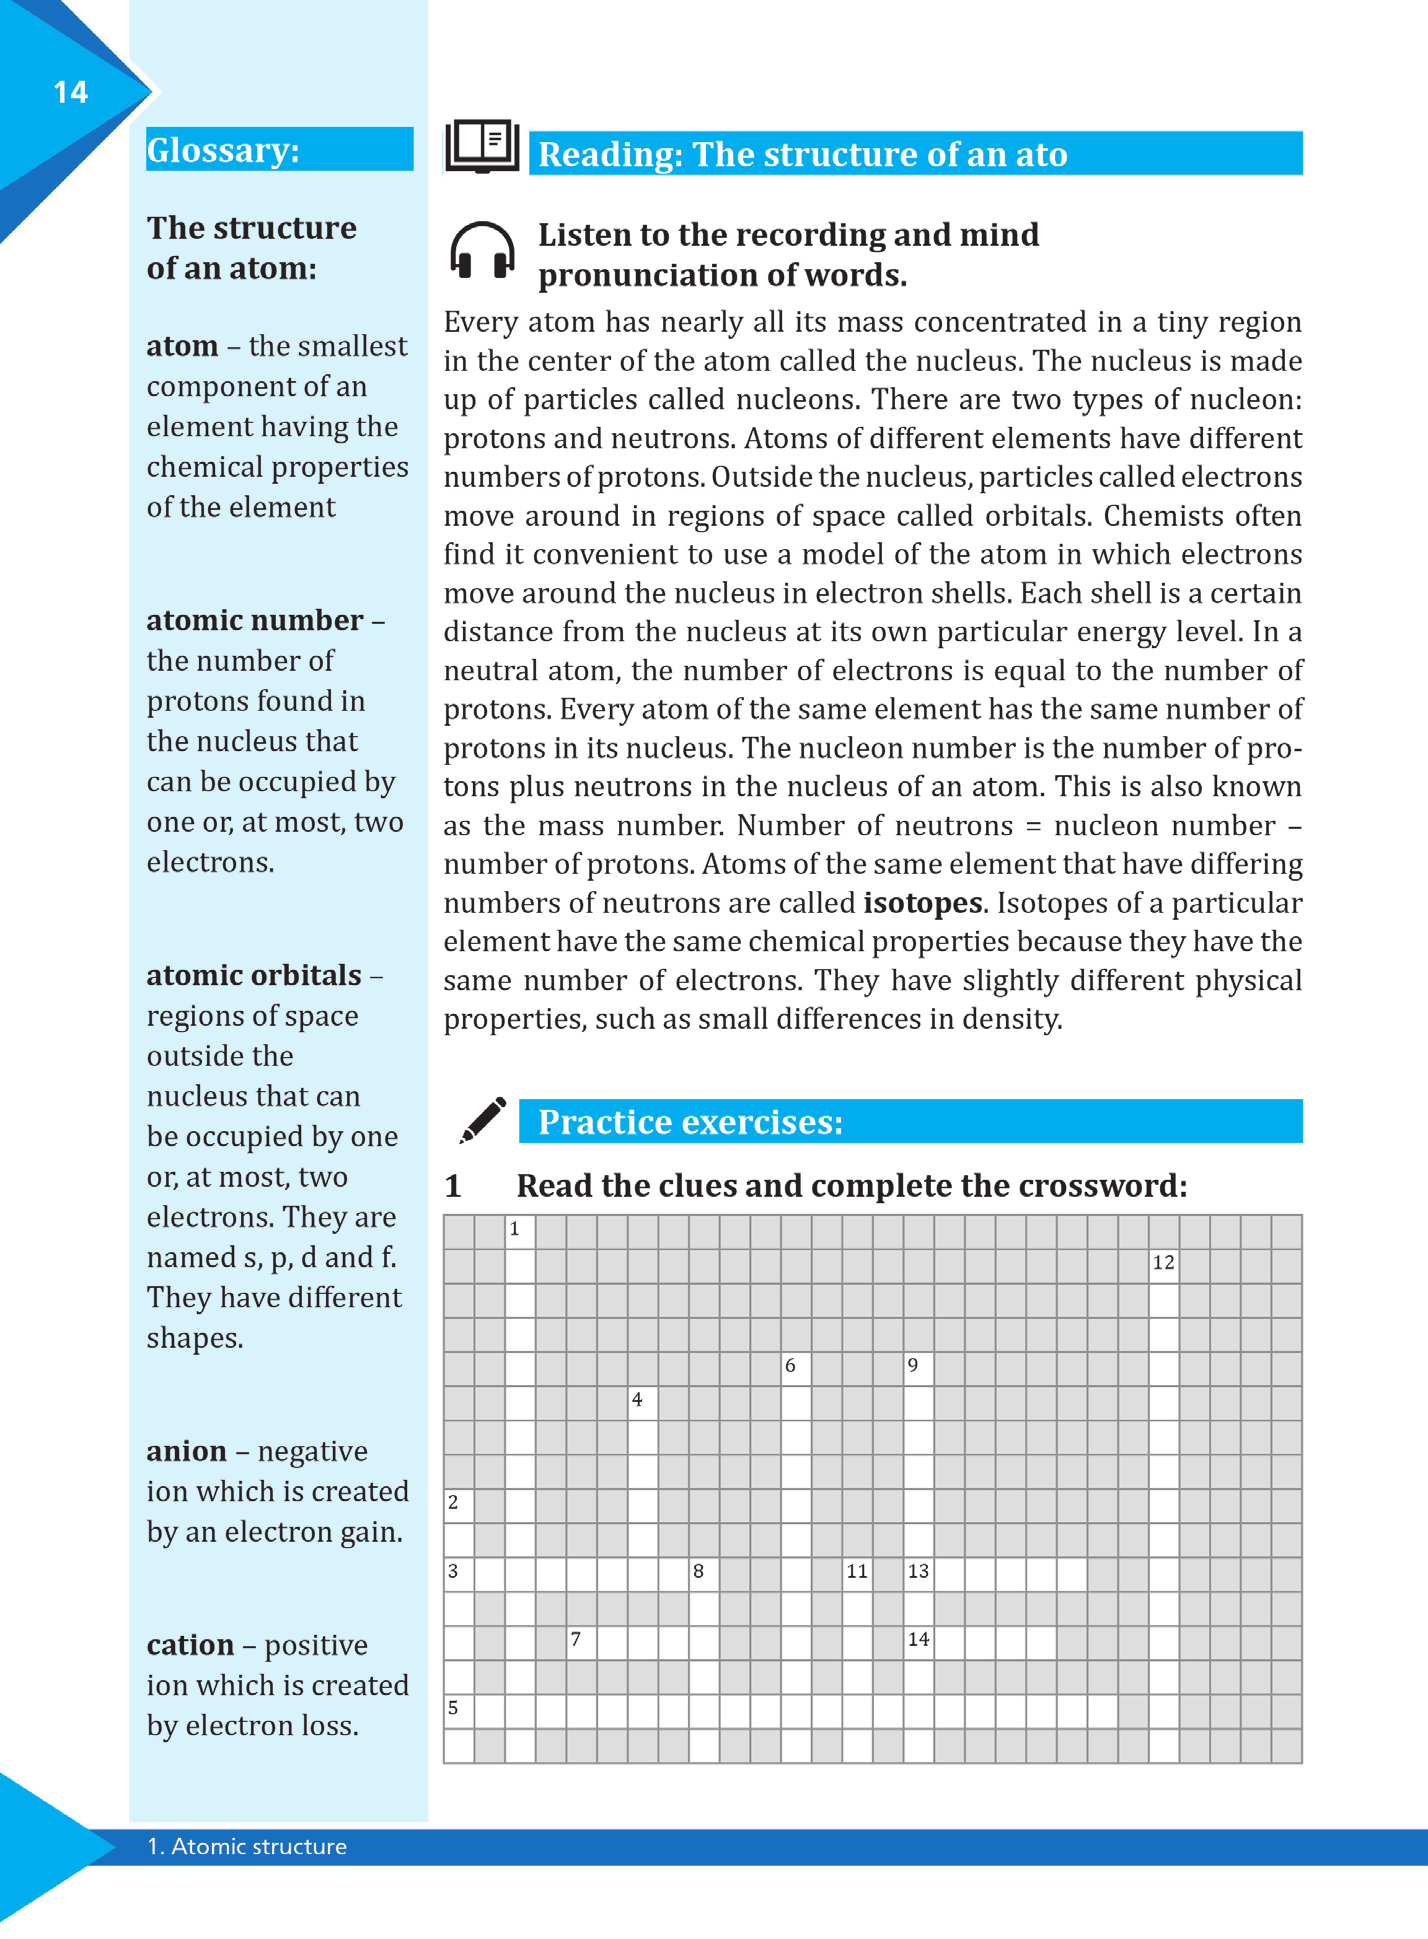 14
Glossary:
The structure
of an atom:
atom – the smallest
component of an
element having the
chemical properties
of the element
atomic number –
the number of
protons found in
the nucleus that
can be occupied by
one or, at most, two
electrons.
atomic orbitals –
regions of space
outside the
nucleus that can
be occupied by one
or, at most, two
electrons. They are
named s, p, d and f.
They have different
shapes.
anion – negative
ion which is created
by an electron gain.
cation – positive
ion which is created
by electron loss.
Reading: The structure of an ato
Listen to the recording and mind
pronunciation of words.
Every atom has nearly all its mass concentrated in a tiny region
in the center of the atom called the nucleus. The nucleus is made
up of particles called nucleons. There are two types of nucleon:
protons and neutrons. Atoms of different elements have different
numbers of protons. Outside the nucleus, particles called electrons
move around in regions of space called orbitals. Chemists often
find it convenient to use a model of the atom in which electrons
move around the nucleus in electron shells. Each shell is a certain
distance from the nucleus at its own particular energy level. In a
neutral atom, the number of electrons is equal to the number of
protons. Every atom of the same element has the same number of
protons in its nucleus. The nucleon number is the number of pro-
tons plus neutrons in the nucleus of an atom. This is also known
as the mass number. Number of neutrons = nucleon number –
number of protons. Atoms of the same element that have differing
numbers of neutrons are called isotopes. Isotopes of a particular
element have the same chemical properties because they have the
same number of electrons. They have slightly different physical
properties, such as small differences in density.
Practice exercises:
1 Read the clues and complete the crossword:
1
12
6 9
4
2
3 8 11 13
7 14
5
1. Atomic structure